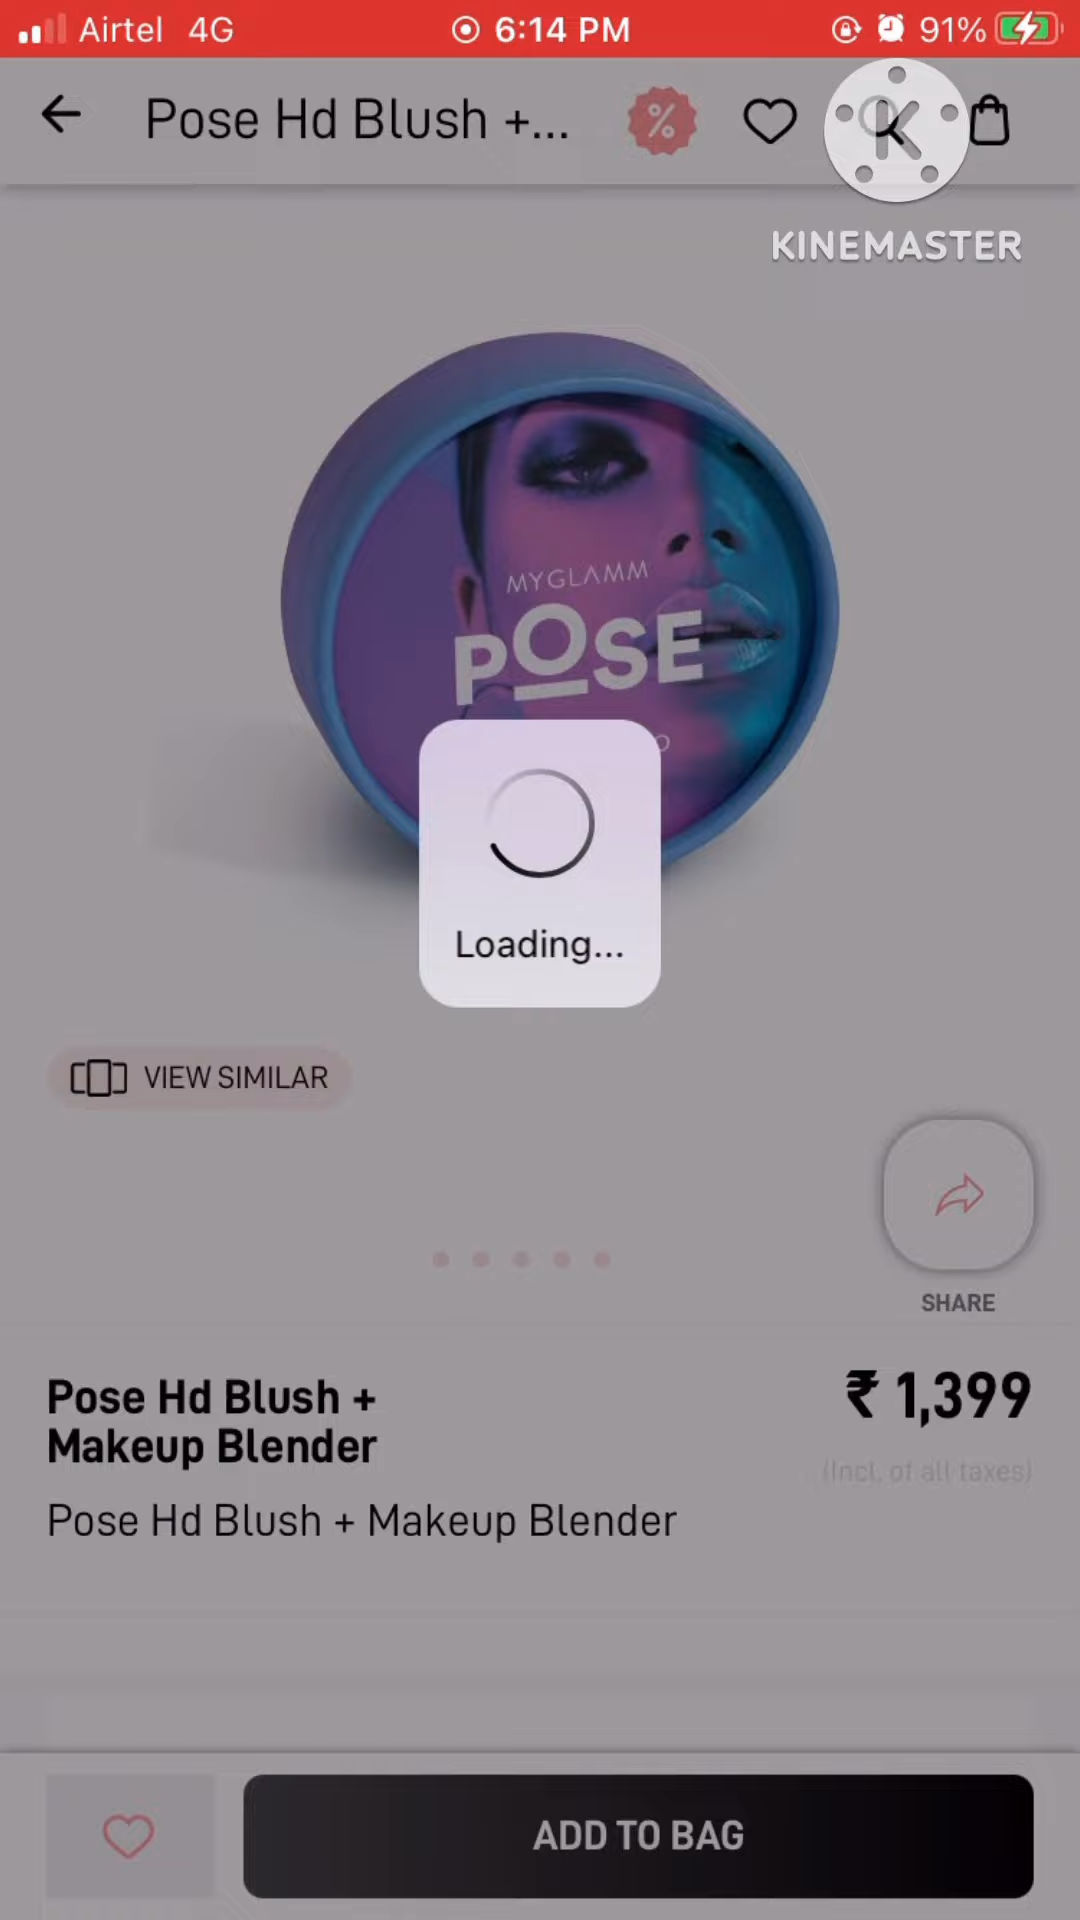 Airtel 4G 6:14 PM 91%
Pose Hd Blush +...
%
K
KINEMASTER
MYGLAMM
POSE
Loading...
VIEW SIMILAR
SHARE
Pose Hd Blush +
Makeup Blender
₹ 1,399
(Incl. of all taxes)
Pose Hd Blush + Makeup Blender
ADD TO BAG